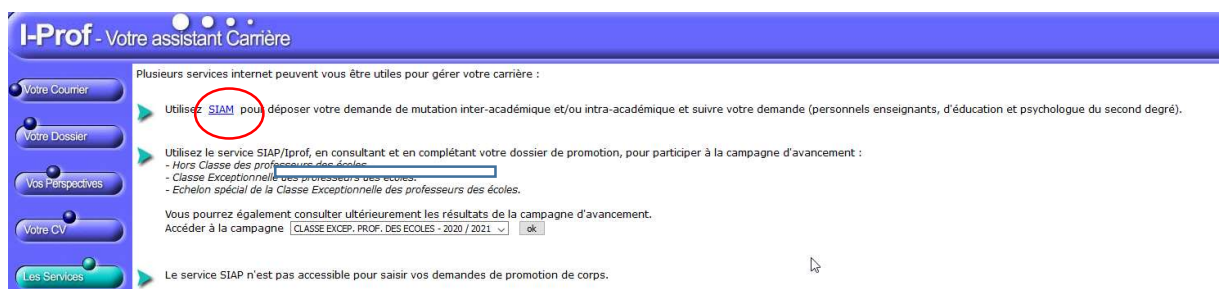 I-Prof - Votre assistant Carrière
Plusieurs services internet peuvent vous être utiles pour gérer votre carrière :
Votre Courrier
Utilisez SIAM pour déposer votre demande de mutation inter-académique et/ou intra-académique et suivre votre demande (personnels enseignants, d'éducation et psychologue du second degré).
Votre Dossier
Utilisez le service SIAP/Iprof, en consultant et en complétant votre dossier de promotion, pour participer à la campagne d'avancement :
- Hors Classe des professeurs des écoles
- Classe Exceptionnelle des professeurs des écoles.
Vos Perspectives
- Echelon spécial de la Classe Exceptionnelle des professeurs des écoles.
Vous pourrez également consulter ultérieurement les résultats de la campagne d'avancement.
Votre CV
Accéder à la campagne CLASSE EXCEP. PROF. DES ECOLES - 2020 / 2021 ok
Les Services
Le service SIAP n'est pas accessible pour saisir vos demandes de promotion de corps.